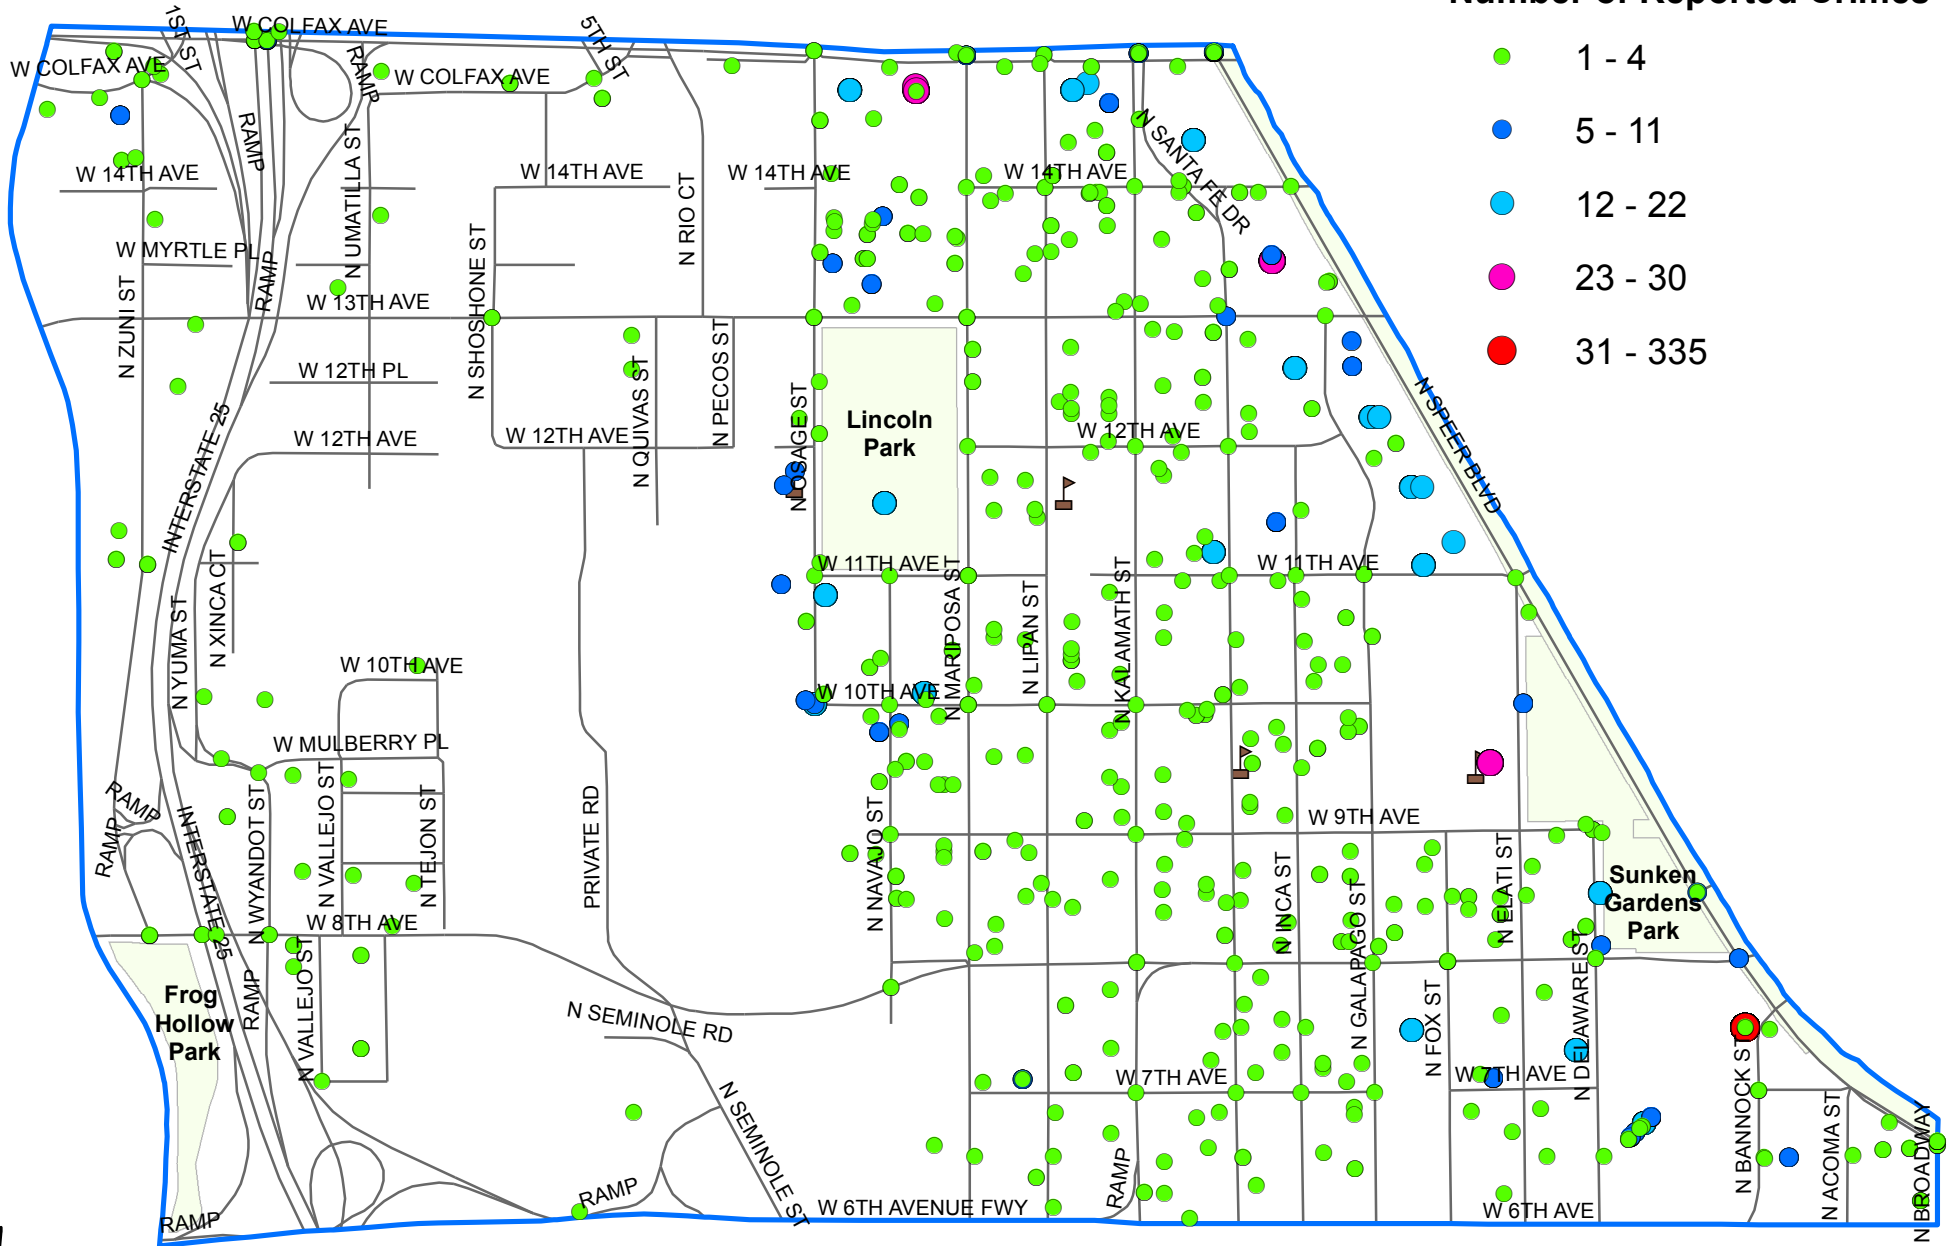 Number of Reported Crimes
1 - 4
5 - 11
12 - 22
23 - 30
31 - 335
1ST ST
W COLFAX AVE
5TH ST
W COLFAX AVE
RAMP
W COLFAX AVE
RAMP
N UMATILLA ST
N SANTA FE DR
W 14TH AVE
W 14TH AVE
W 14TH AVE
W 14TH AVE
N RIO CT
W MYRTLE PL
RAMP
N SHOSHONE ST
N ZUNI ST
W 13TH AVE
W 12TH PL
N QUIVAS ST
N PECOS ST
N OSAGE ST
Lincoln
Park
N SPEER BLVD
INTERSTATE 25
W 12TH AVE
W 12TH AVE
W 12TH AVE
N XINCA CT
W 11TH AVE
W 11TH AVE
N YUMA ST
N MARIPOSA ST
N LIPAN ST
N KALAMATH ST
W 10TH AVE
W 10TH AVE
W MULBERRY PL
RAMP
RAMP
INTERSTATE 25
N WYANDOT ST
N VALLEJO ST
N TEJON ST
PRIVATE RD
N NAVAJO ST
W 9TH AVE
N INCA ST
N GALAPAGO ST
N ELATI ST
Sunken
Gardens
Park
W 8TH AVE
N VALLEJO ST
RAMP
Frog
Hollow
Park
N SEMINOLE RD
N FOX ST
N DELAWARE ST
W 7TH AVE
W 7TH AVE
N SEMINOLE ST
N BANNOCK ST
N ACOMA ST
N BROADWAY
RAMP
RAMP
RAMP
W 6TH AVENUE FWY
W 6TH AVE